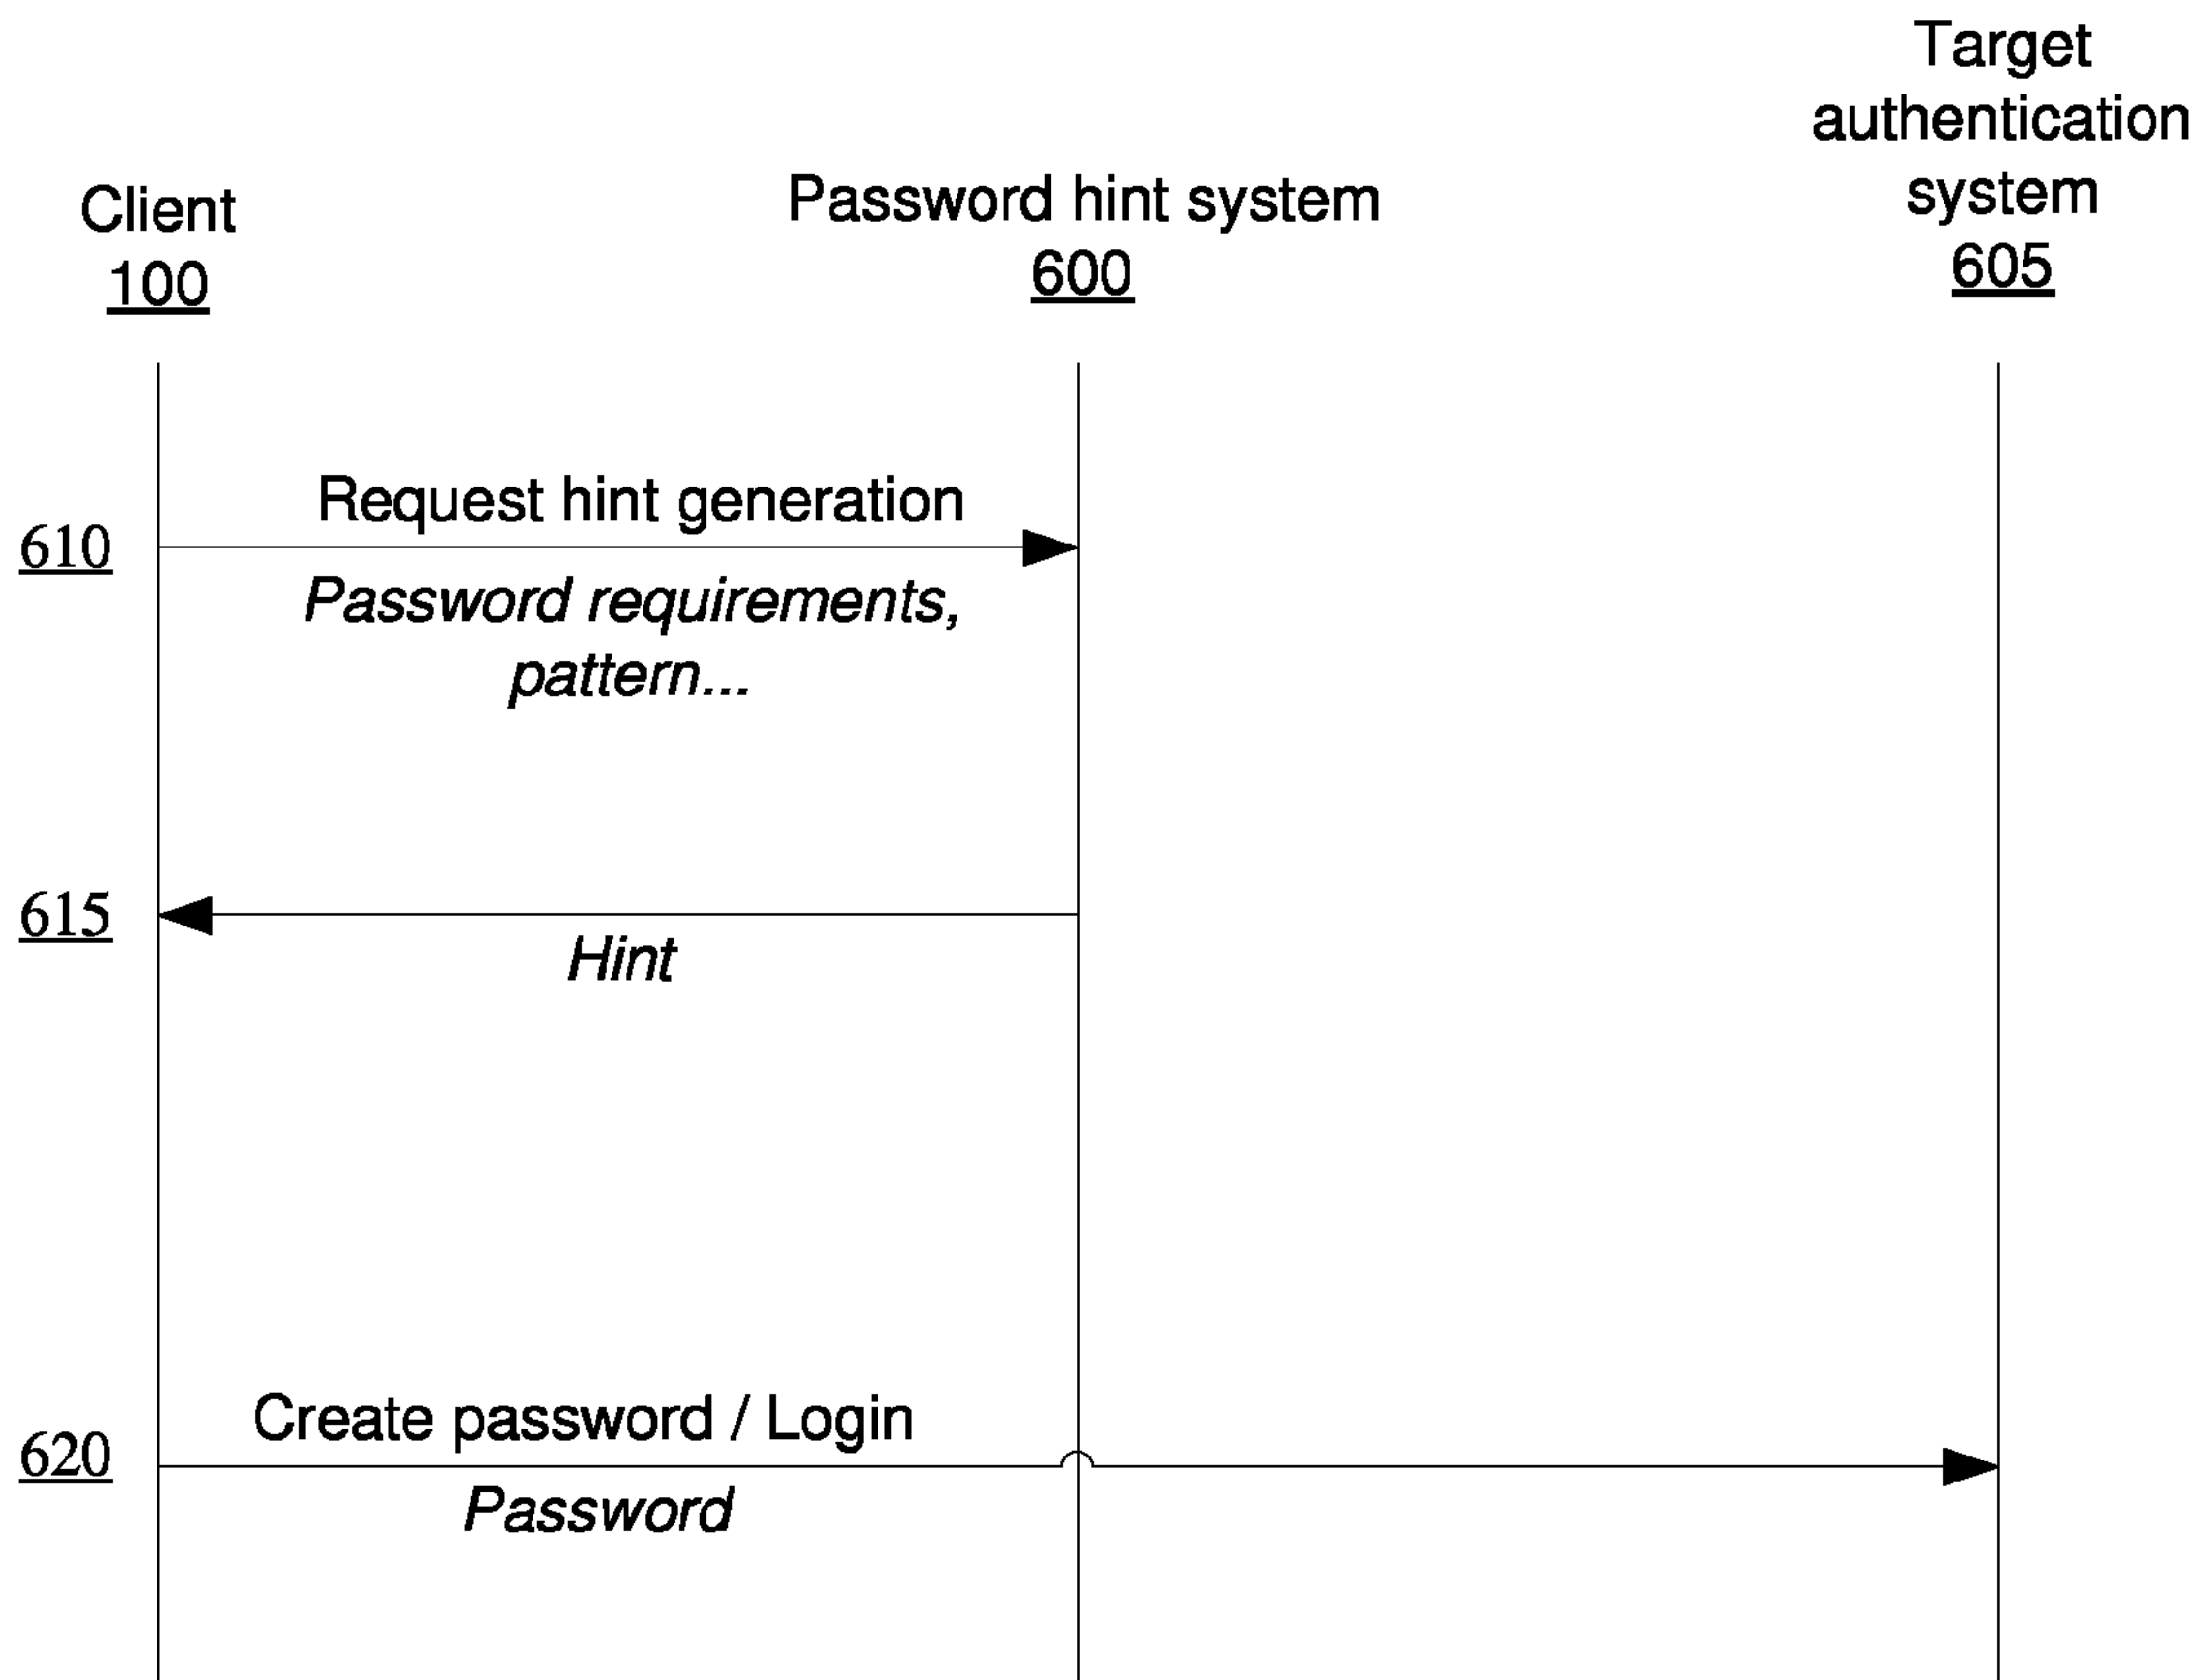 Target
authentication
system
605
Client
100
Password hint system
600
Request hint generation
610
Password requirements,
pattern...
615
Hint
Create password / Login
620
Password